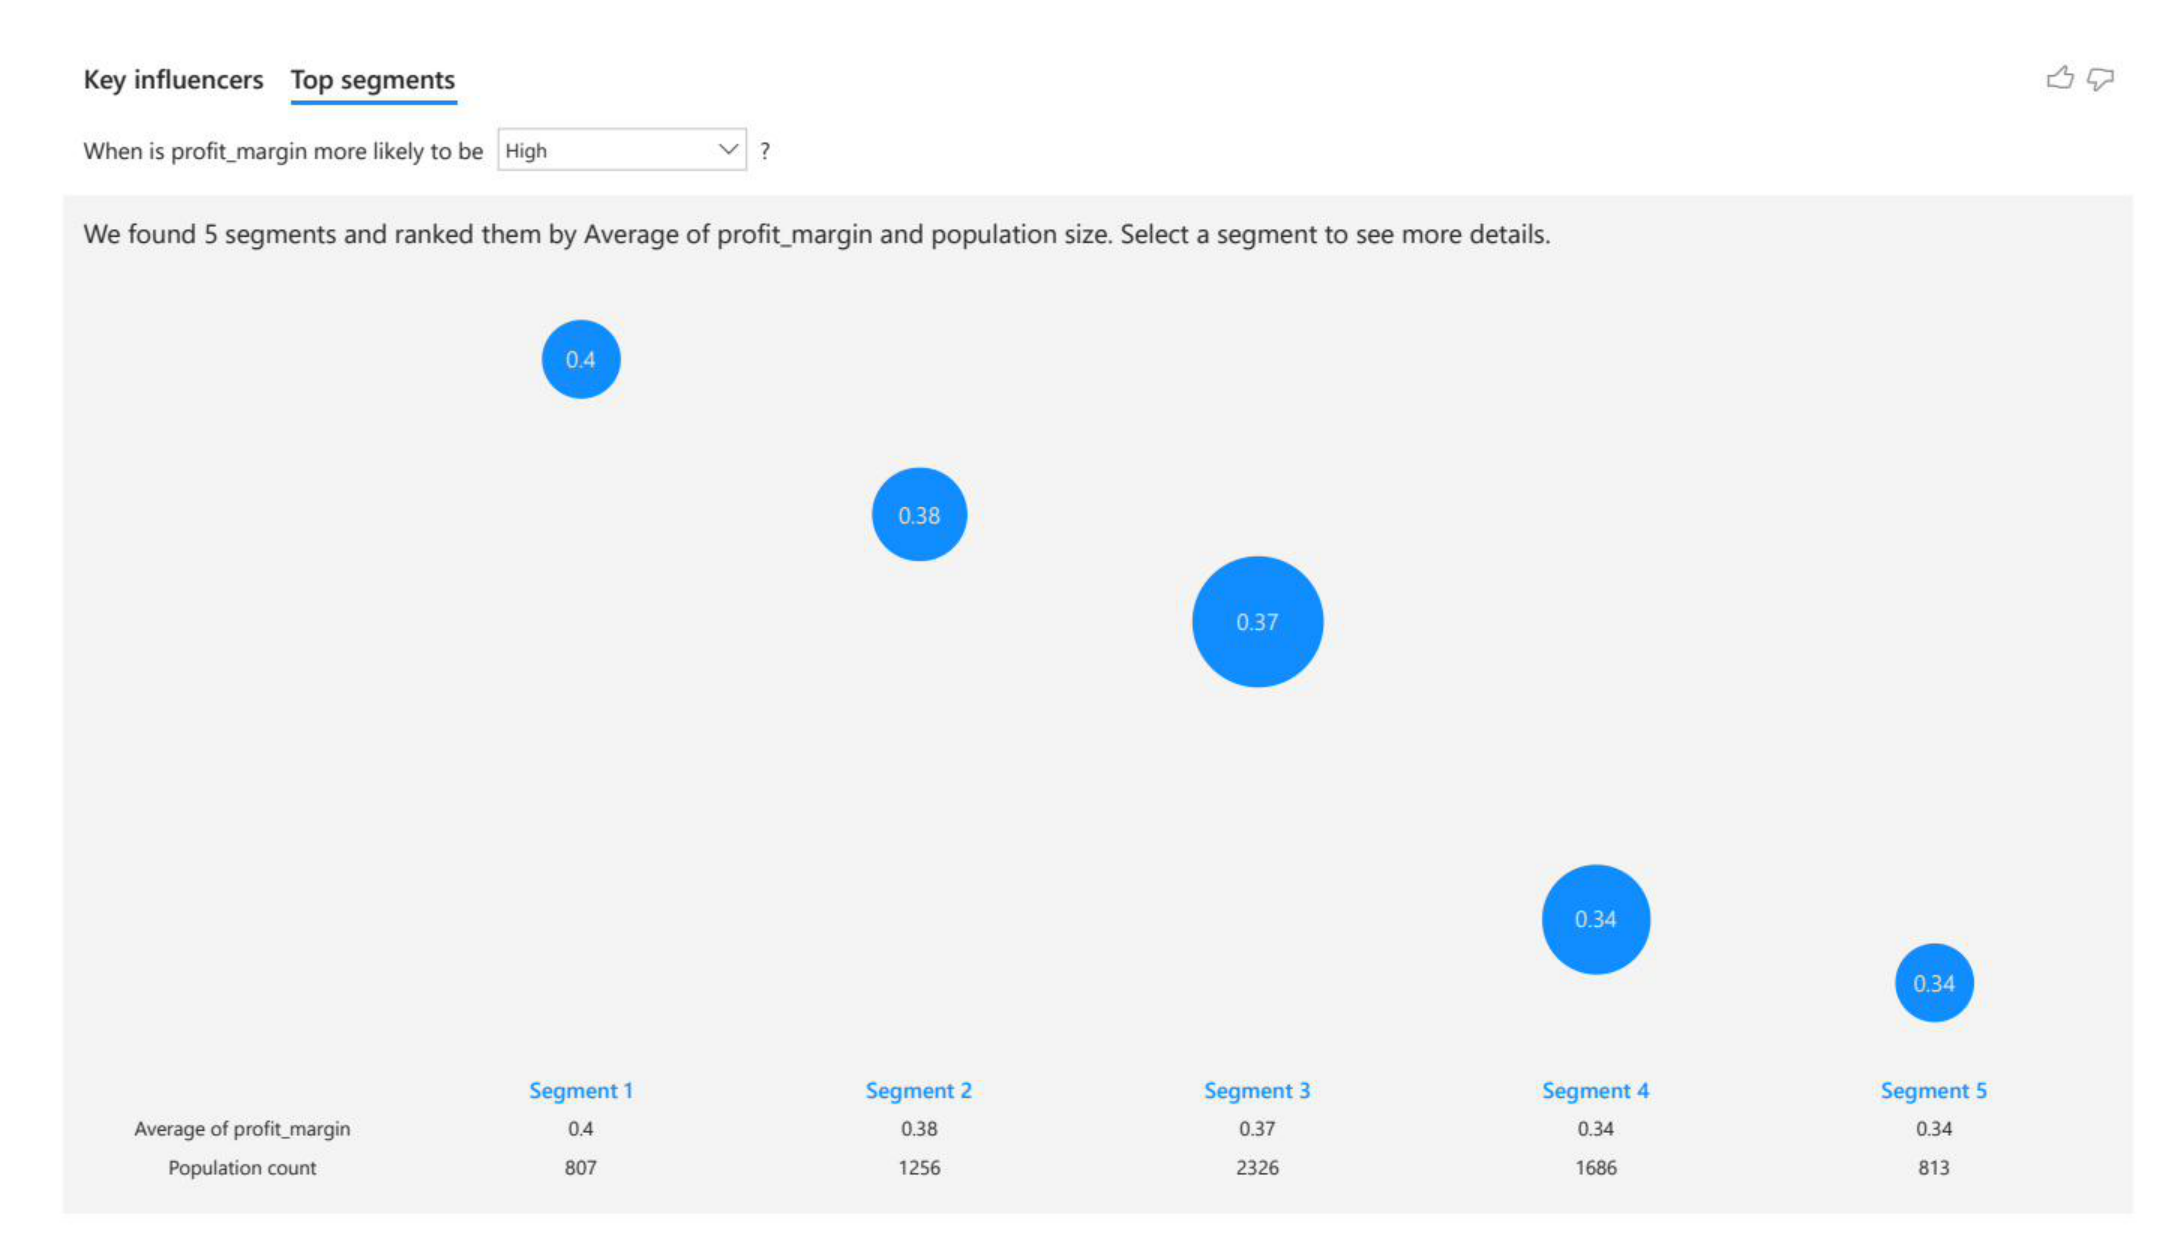 Key influencers Top segments
When is profit_margin more likely to be High ?
We found 5 segments and ranked them by Average of profit_margin and population size. Select a segment to see more details.
0.4
0.38
0.37
0.34
0.34
Segment 1 Segment 2 Segment 3 Segment 4 Segment 5
Average of profit_margin 0.4 0.38 0.37 0.34 0.34
Population count 807 1256 2326 1686 813